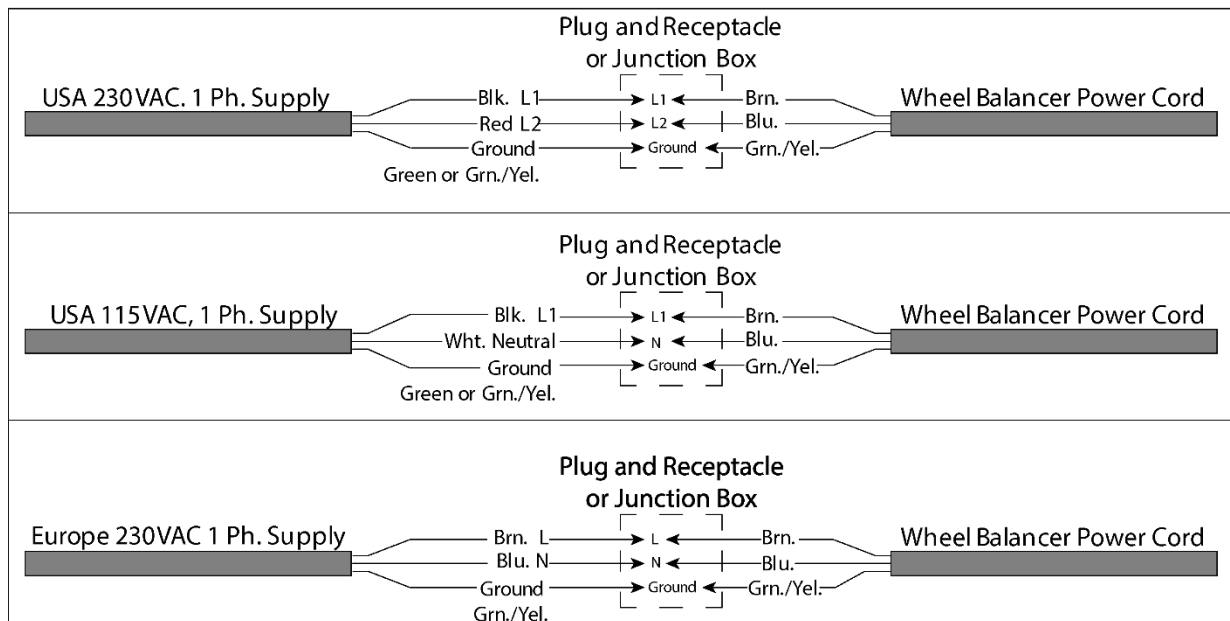 Plug and Receptacle
or Junction Box
USA 230VAC. 1 Ph. Supply
Blk. L1
L1
Brn.
Wheel Balancer Power Cord
Red L2
L2
Blu.
Ground
Ground
Grn./Yel.
Green or Grn./Yel.
Plug and Receptacle
or Junction Box
USA 115VAC, 1 Ph. Supply
Blk. L1
L1
Brn.
Wheel Balancer Power Cord
Wht. Neutral
N
Blu.
Ground
Ground
Grn./Yel.
Green or Grn./Yel.
Plug and Receptacle
or Junction Box
Europe 230VAC 1 Ph. Supply
Brn. L
L
Brn.
Wheel Balancer Power Cord
Blu. N
N
Blu.
Ground
Ground
Grn./Yel.
Grn./Yel.